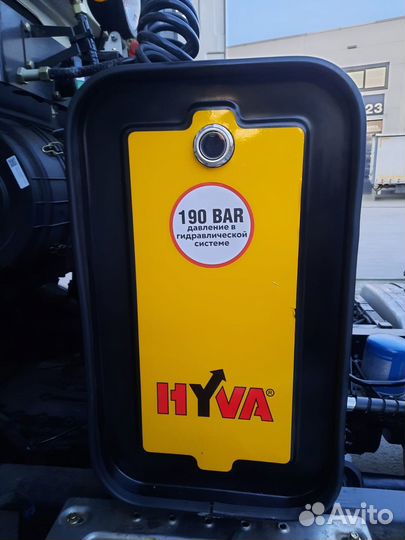 23
190 BAR
давление в
гидравлической
системе
HYVA®
Avito